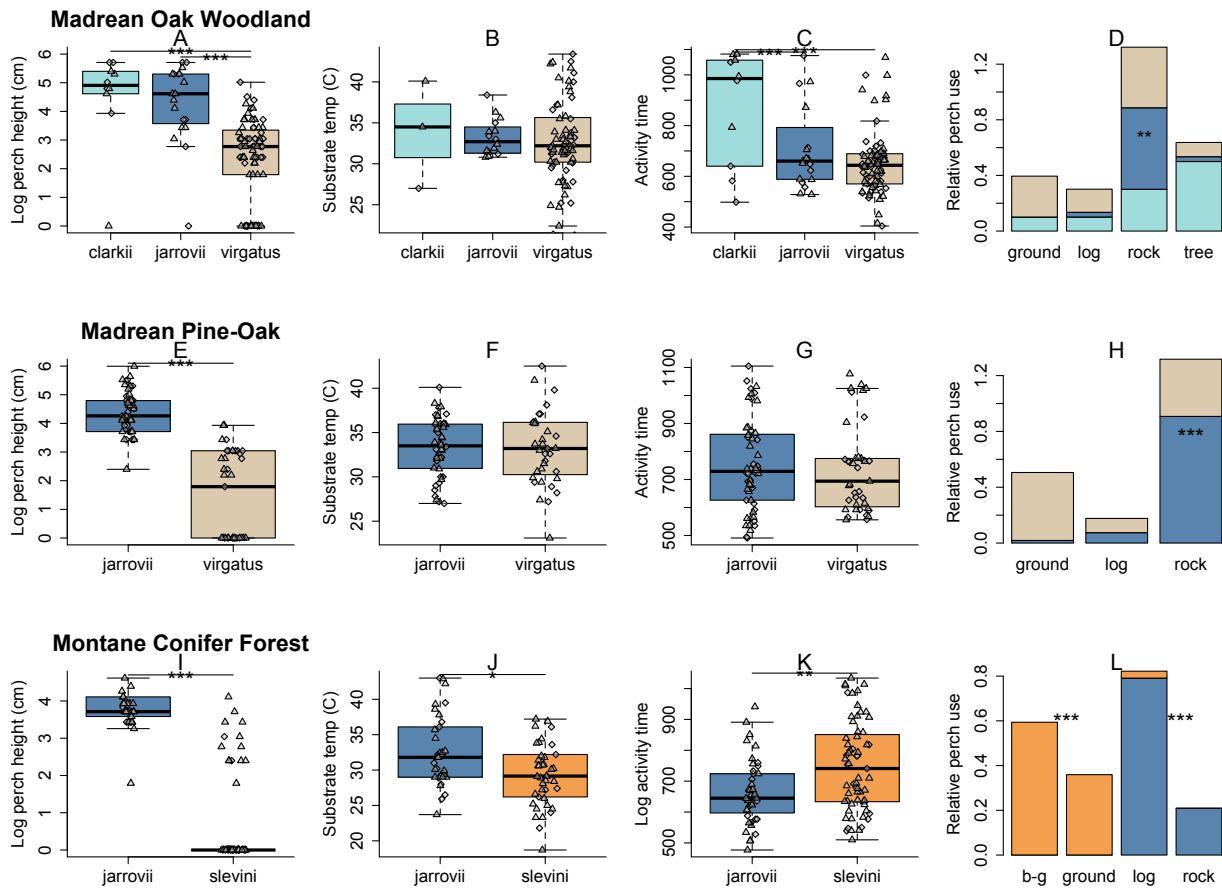 Madrean Oak Woodland
A
***
***
Log perch height (cm)
0 1 2 3 4 5 6
clarkii jarrovii virgatus
B
Substrate temp (C)
25 30 35 40
clarkii jarrovii virgatus
C
*** ***
Activity time
400 600 800 1000
clarkii jarrovii virgatus
D
**
Relative perch use
0.0 0.4 0.8 1.2
ground log rock tree
Madrean Pine-Oak
E
***
Log perch height (cm)
0 1 2 3 4 5 6
jarrovii virgatus
F
Substrate temp (C)
25 30 35 40
jarrovii virgatus
G
Activity time
500 700 900 1100
jarrovii virgatus
H
***
Relative perch use
0.0 0.4 0.8 1.2
ground log rock
Montane Conifer Forest
I
***
Log perch height (cm)
0 1 2 3 4
jarrovii slevini
J
*
Substrate temp (C)
20 25 30 35 40
jarrovii slevini
K
**
Log activity time
500 700 900
jarrovii slevini
L
*** ***
Relative perch use
0.0 0.2 0.4 0.6 0.8
b-g ground log rock